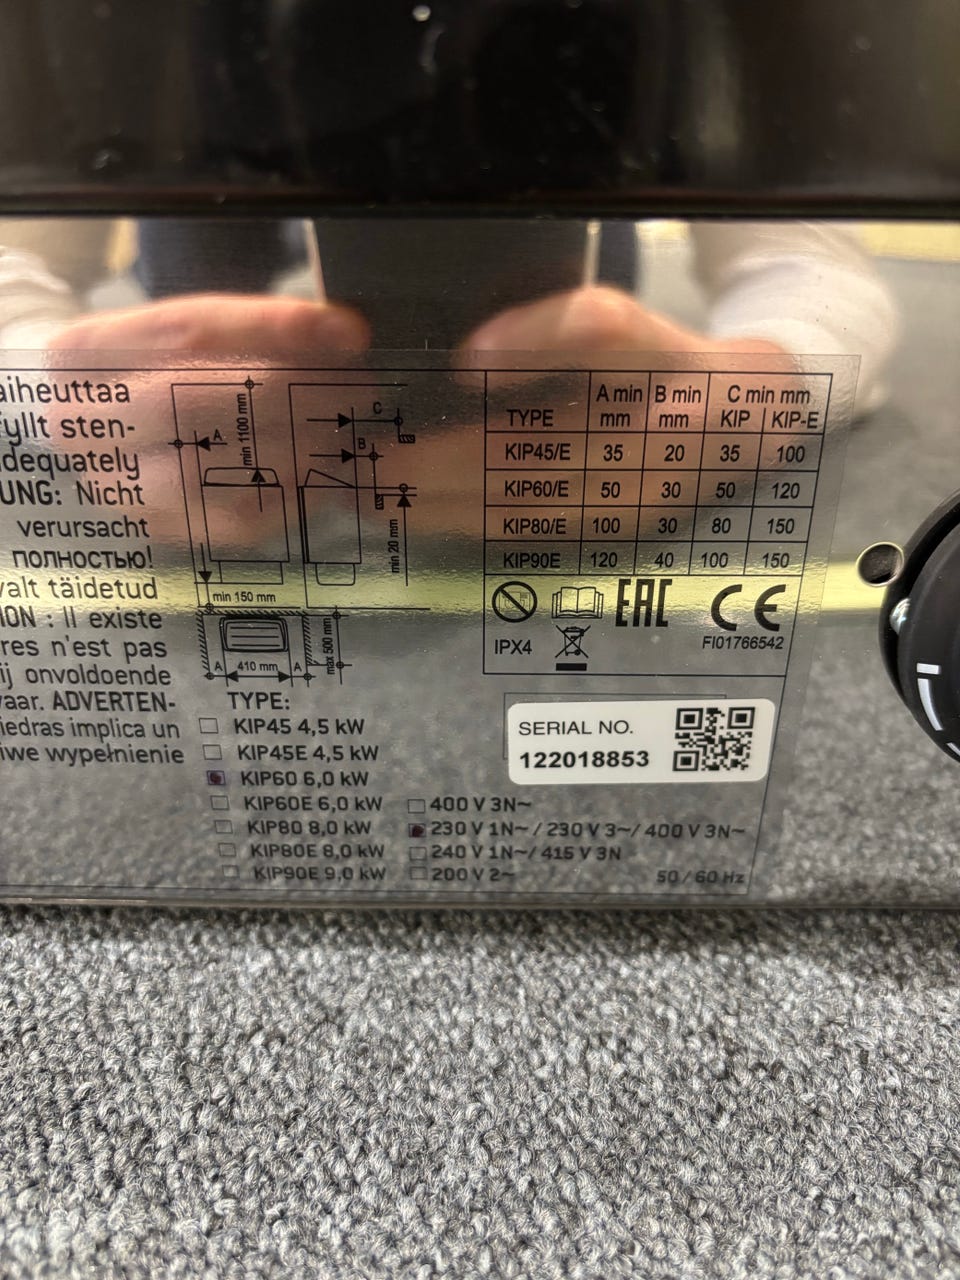 aiheuttaa
fyllt sten-
dequately
UNG: Nicht
verursacht
полностью!
valt täidetud
ION : Il existe
res n'est pas
ij onvoldoende
vaar. ADVERTEN-
iedras implica un
iwe wypełnienie
A
min 1100 mm
C
B
min 20 mm
min 150 mm
A 410 mm A
max 500 mm
TYPE A min mm B min mm C min mm KIP KIP-E
KIP45/E 35 20 35 100
KIP60/E 50 30 50 120
KIP80/E 100 30 80 150
KIP90E 120 40 100 150
EAC CE
IPX4 FI01766542
SERIAL NO.
122018853
TYPE:
KIP45 4,5 kW
KIP45E 4,5 kW
KIP60 6,0 kW
KIP60E 6,0 kW
KIP80 8,0 kW
KIP80E 8,0 kW
KIP90E 9,0 kW
400 V 3N~
230 V 1N~ / 230 V 3~/ 400 V 3N~
240 V 1N~/ 415 V 3N
200 V 2~
50 / 60 Hz